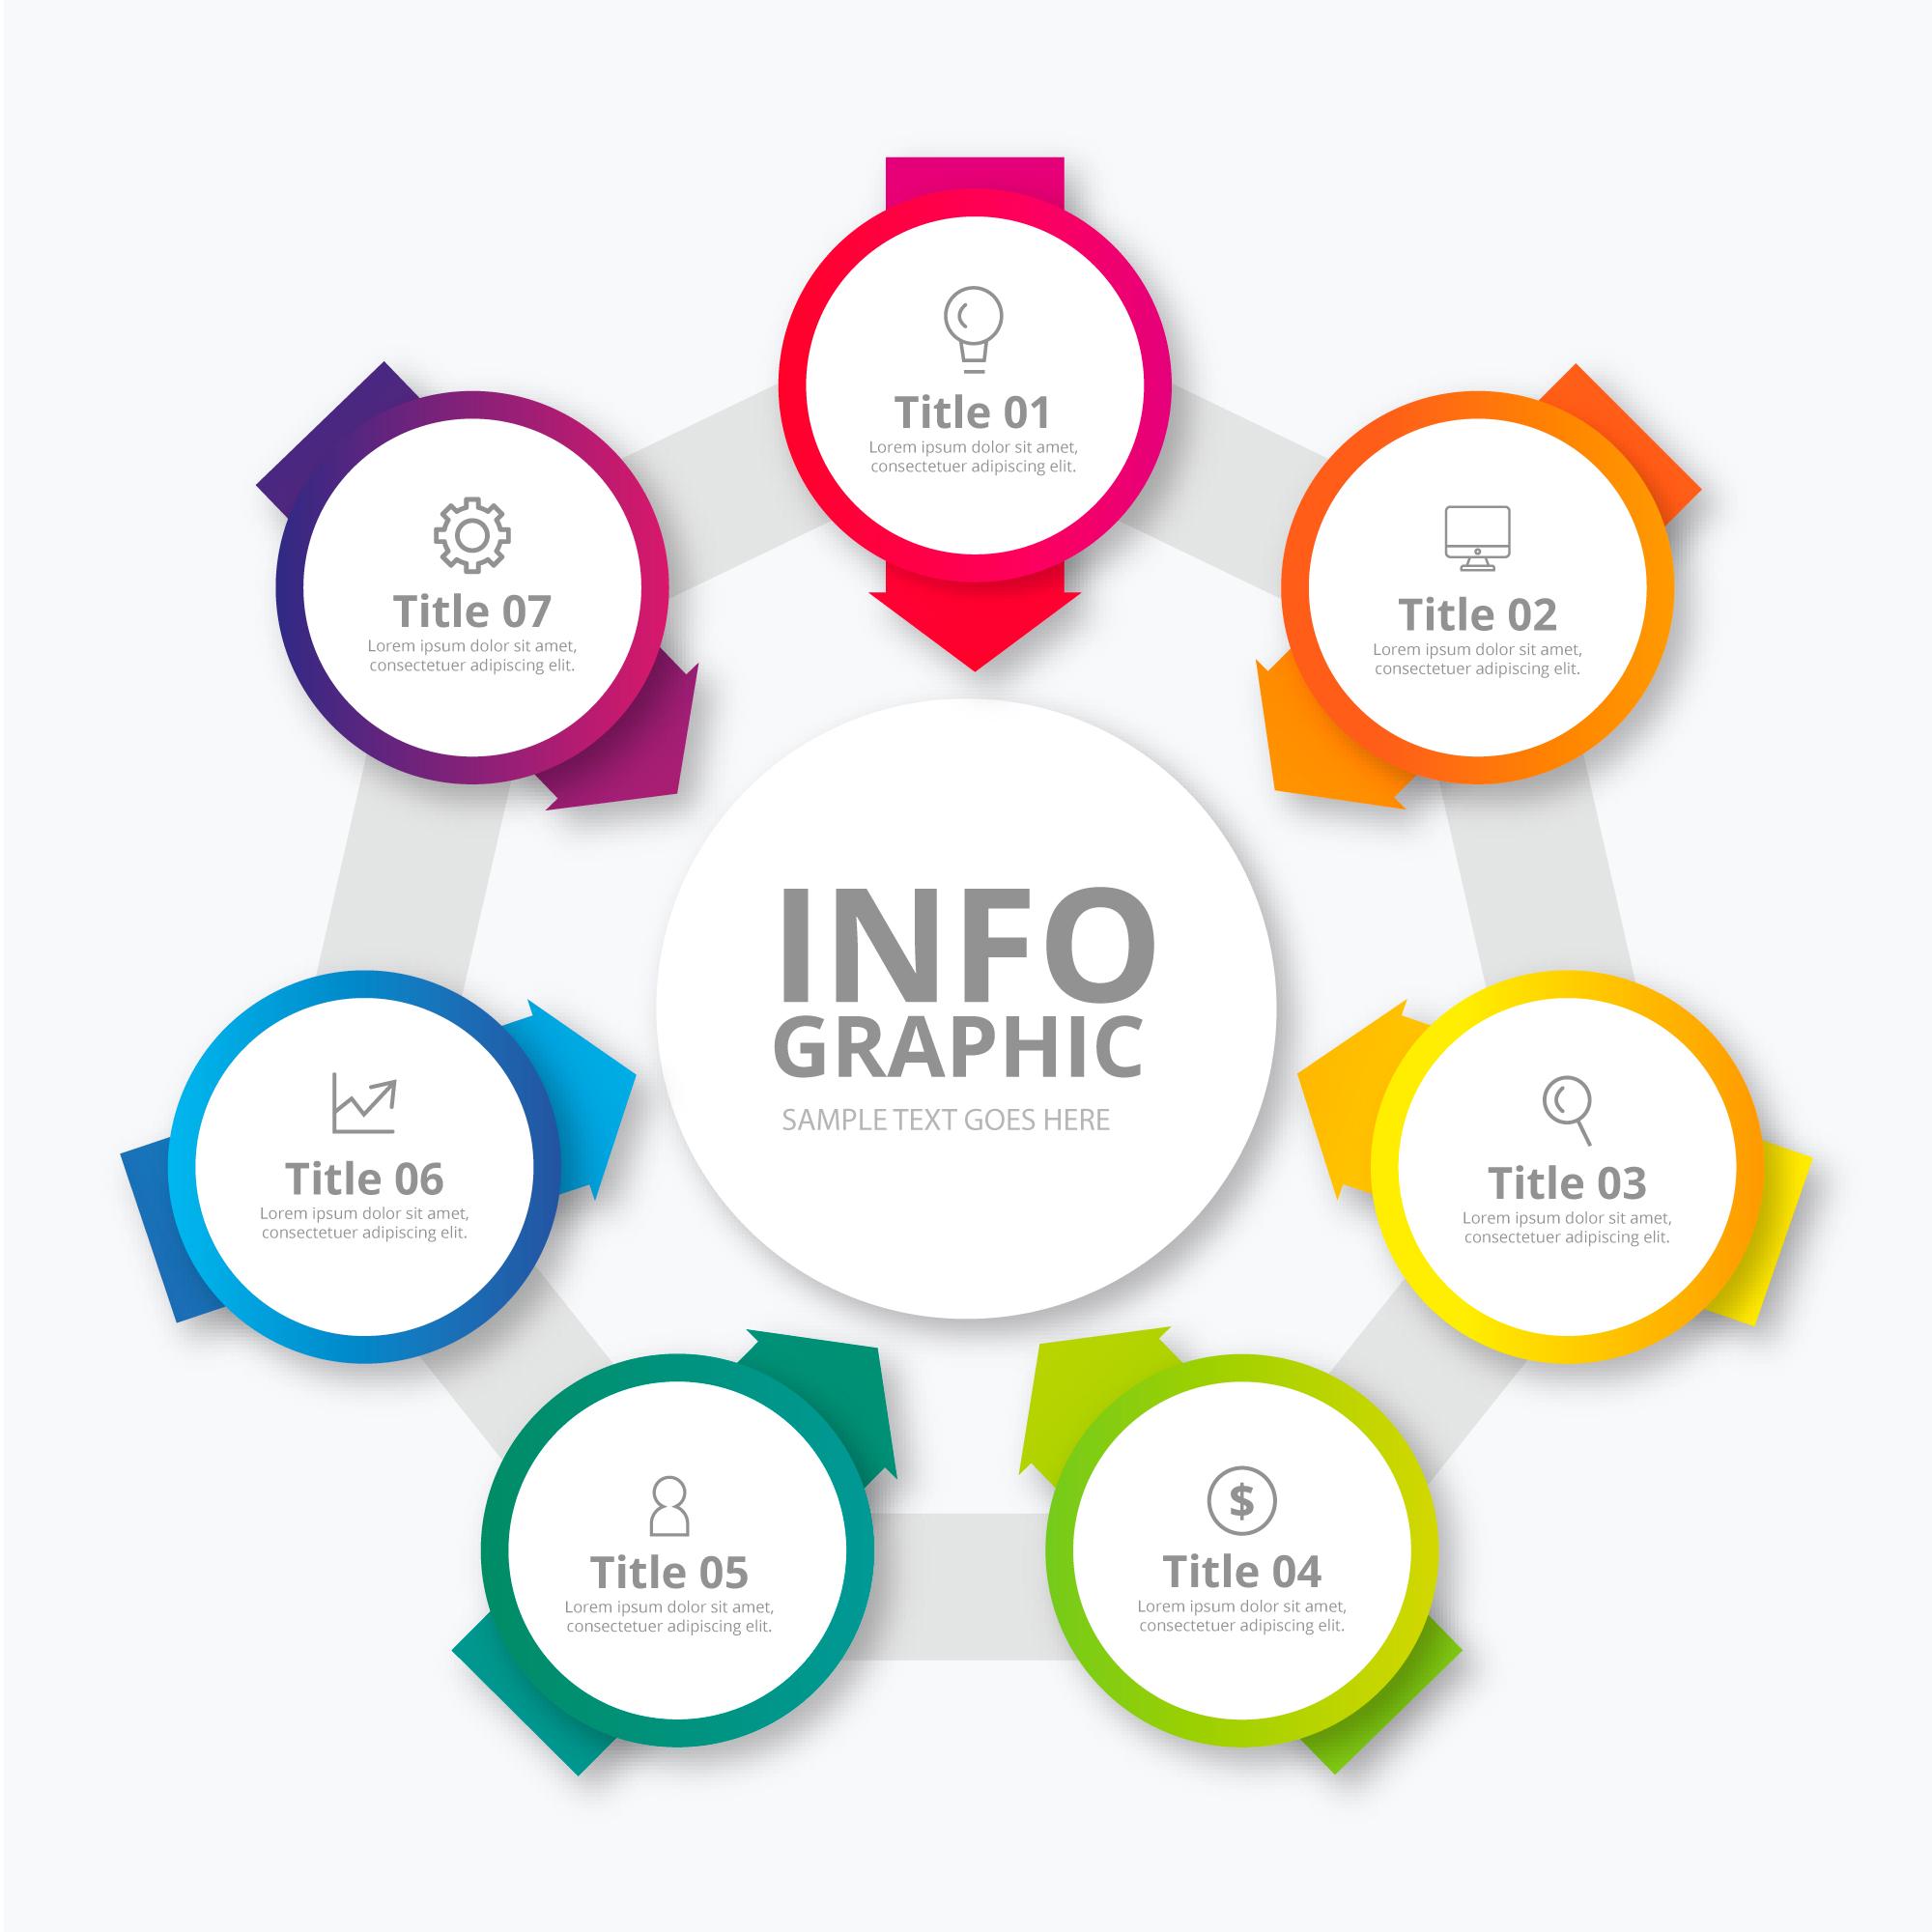 Title 01
Lorem ipsum dolor sit amet,
consectetuer adipiscing elit.
Title 02
Lorem ipsum dolor sit amet,
consectetuer adipiscing elit.
Title 03
Lorem ipsum dolor sit amet,
consectetuer adipiscing elit.
$
Title 04
Lorem ipsum dolor sit amet,
consectetuer adipiscing elit.
Title 05
Lorem ipsum dolor sit amet,
consectetuer adipiscing elit.
Title 06
Lorem ipsum dolor sit amet,
consectetuer adipiscing elit.
Title 07
Lorem ipsum dolor sit amet,
consectetuer adipiscing elit.
INFO
GRAPHIC
SAMPLE TEXT GOES HERE